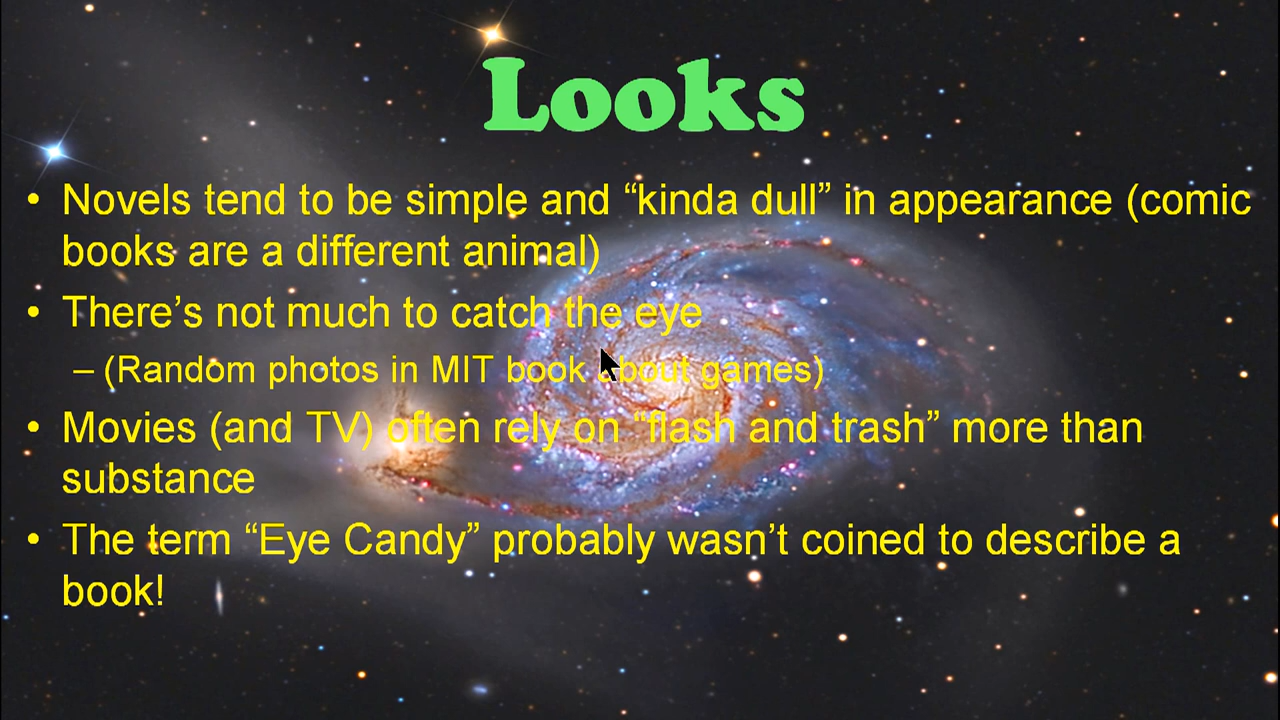 Looks
• Novels tend to be simple and “kinda dull” in appearance (comic
books are a different animal)
• There’s not much to catch the eye
– (Random photos in MIT book about games)
• Movies (and TV) often rely on “flash and trash” more than
substance
• The term “Eye Candy” probably wasn’t coined to describe a
book!